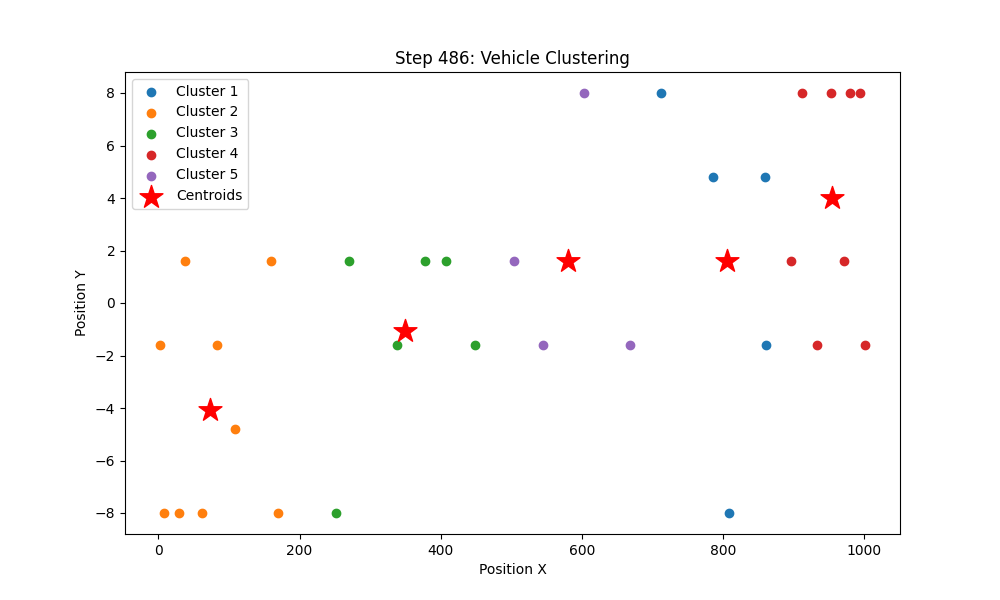 Step 486: Vehicle Clustering
Cluster 1
Cluster 2
Cluster 3
Cluster 4
Cluster 5
Centroids
8
6
4
2
0
−2
−4
−6
−8
Position Y
0 200 400 600 800 1000
Position X